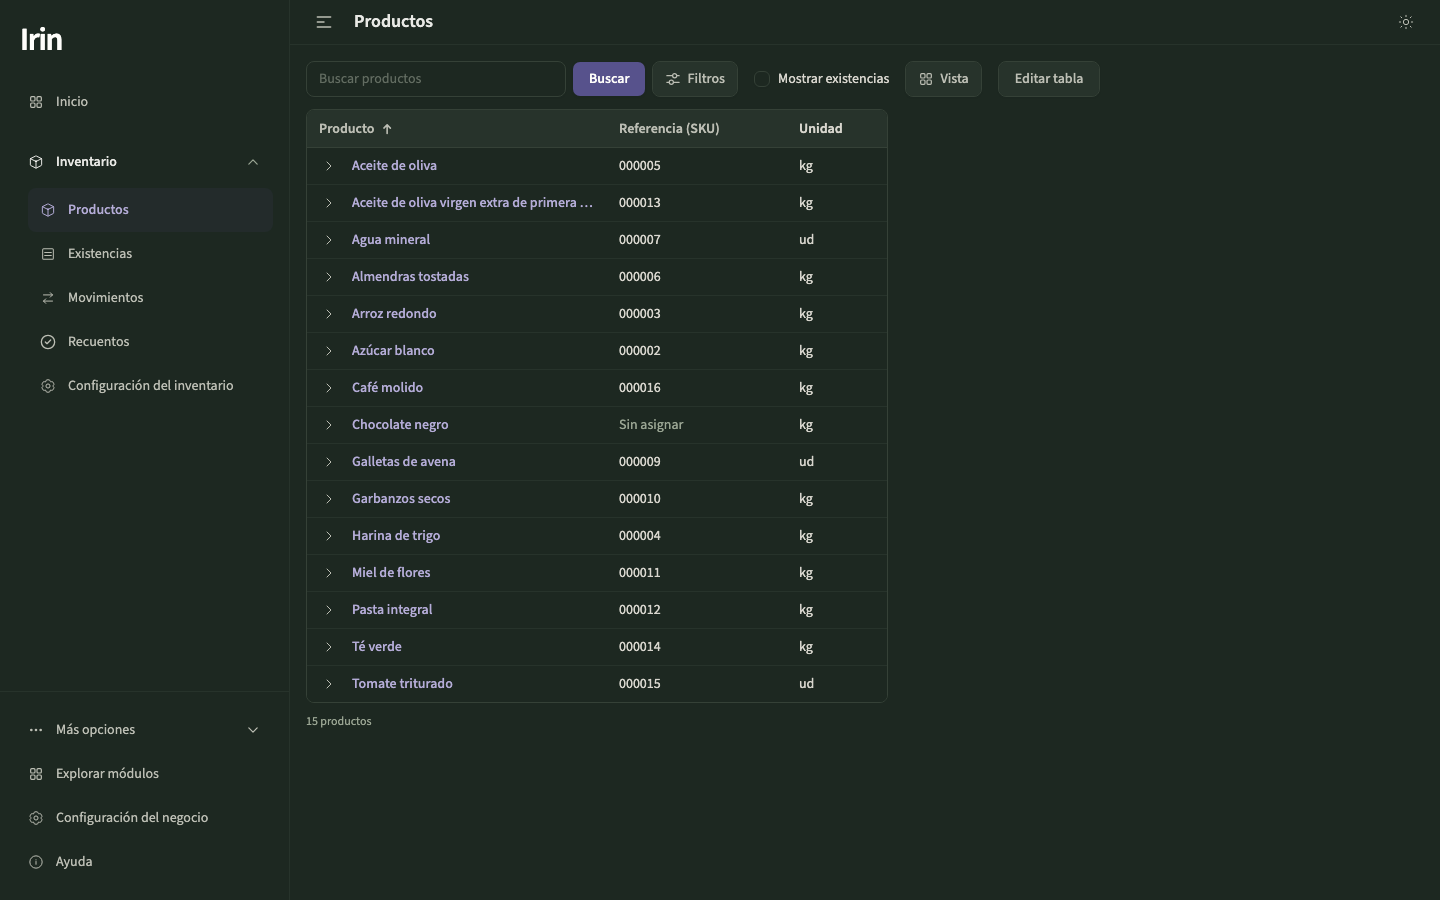 Irin
Inicio
Inventario
Productos
Existencias
Movimientos
Recuentos
Configuración del inventario
Más opciones
Explorar módulos
Configuración del negocio
Ayuda
Productos
Buscar productos Buscar Filtros Mostrar existencias Vista Editar tabla
Producto Referencia (SKU) Unidad
Aceite de oliva 000005 kg
Aceite de oliva virgen extra de primera ... 000013 kg
Agua mineral 000007 ud
Almendras tostadas 000006 kg
Arroz redondo 000003 kg
Azúcar blanco 000002 kg
Café molido 000016 kg
Chocolate negro Sin asignar kg
Galletas de avena 000009 ud
Garbanzos secos 000010 kg
Harina de trigo 000004 kg
Miel de flores 000011 kg
Pasta integral 000012 kg
Té verde 000014 kg
Tomate triturado 000015 ud
15 productos